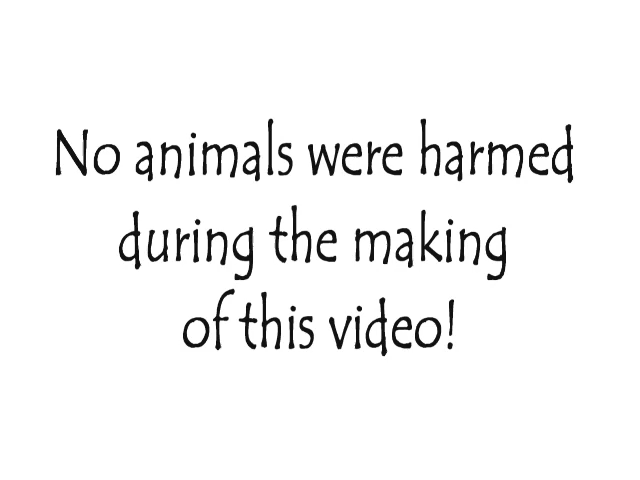 No animals were harmed
during the making
of this video!